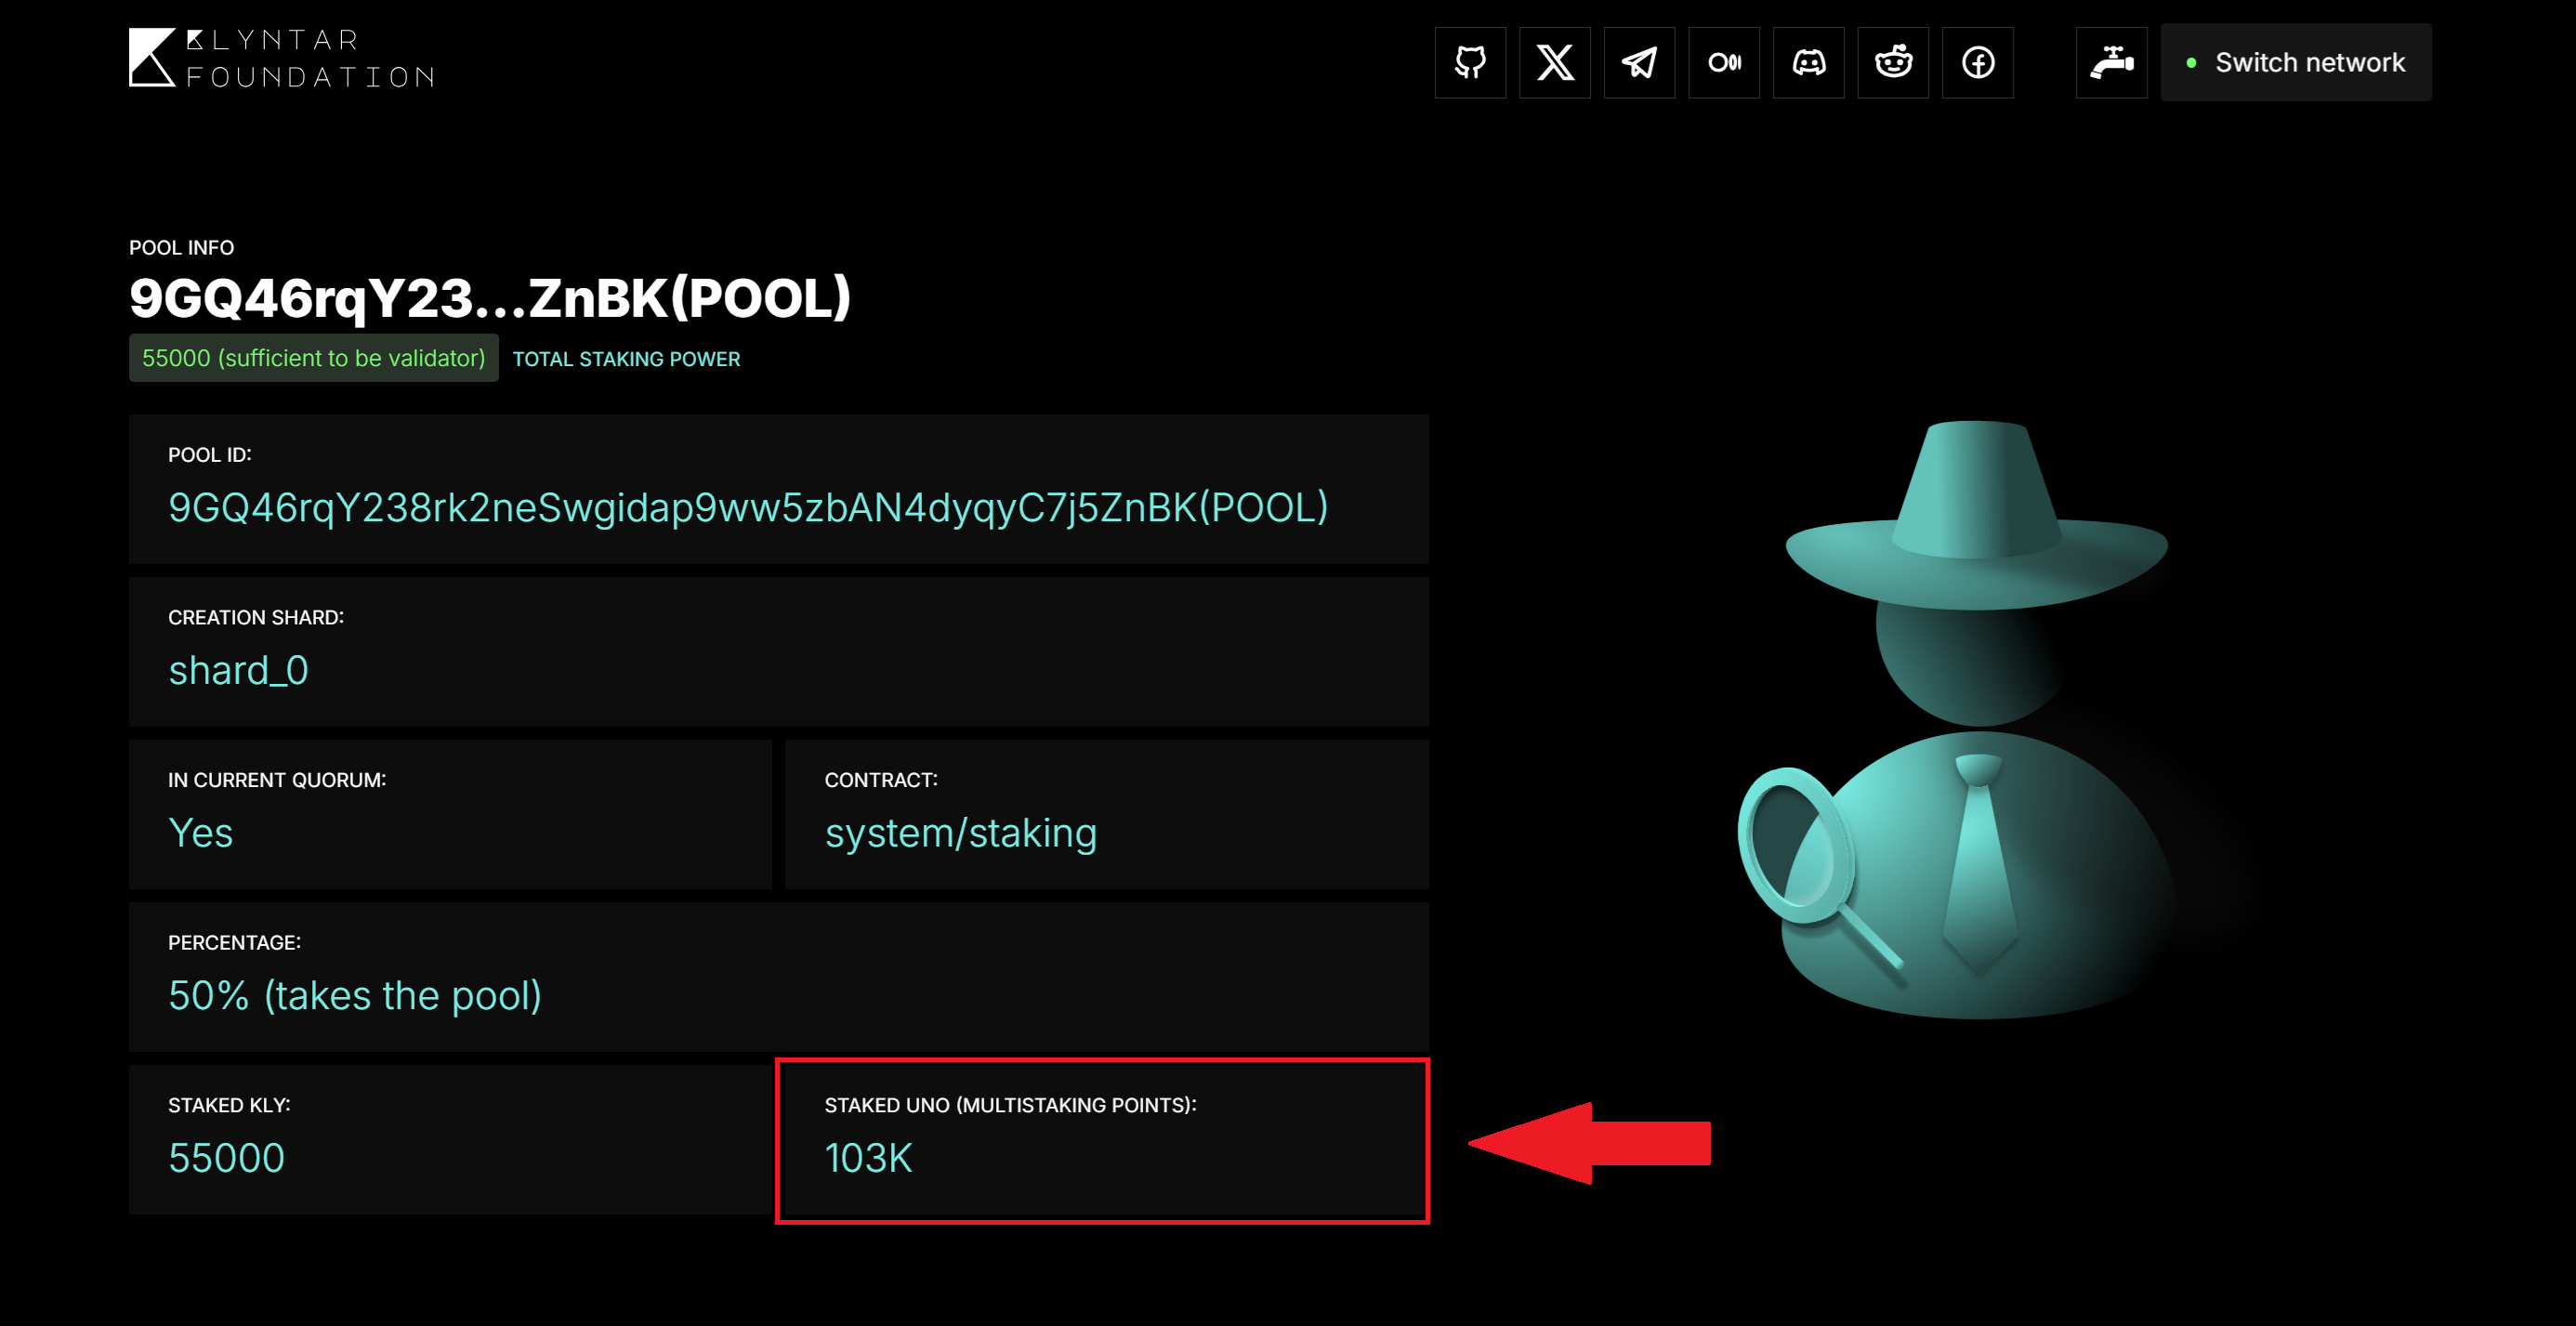 KLYNTAR
FOUNDATION
Switch network
POOL INFO
9GQ46rqY23...ZnBK(POOL)
55000 (sufficient to be validator) TOTAL STAKING POWER
POOL ID:
9GQ46rqY238rk2neSwgidap9ww5zbAN4dyqyC7j5ZnBK(POOL)
CREATION SHARD:
shard_0
IN CURRENT QUORUM:
Yes
CONTRACT:
system/staking
PERCENTAGE:
50% (takes the pool)
STAKED KLY:
55000
STAKED UNO (MULTISTAKING POINTS):
103K